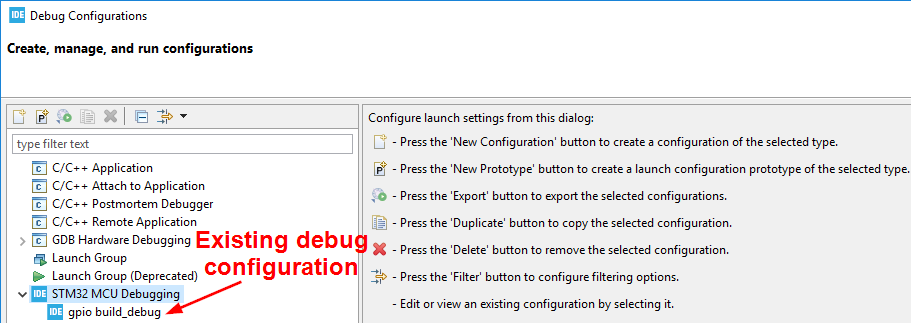 IDE Debug Configurations
Create, manage, and run configurations
type filter text
C C/C++ Application
C C/C++ Attach to Application
C C/C++ Postmortem Debugger
C C/C++ Remote Application
C GDB Hardware Debugging
Launch Group
Launch Group (Deprecated)
IDE STM32 MCU Debugging
IDE gpio build_debug
Existing debug
configuration
Configure launch settings from this dialog:
- Press the 'New Configuration' button to create a configuration of the selected type.
P - Press the 'New Prototype' button to create a launch configuration prototype of the selected type.
- Press the 'Export' button to export the selected configurations.
- Press the 'Duplicate' button to copy the selected configuration.
- Press the 'Delete' button to remove the selected configuration.
- Press the 'Filter' button to configure filtering options.
- Edit or view an existing configuration by selecting it.